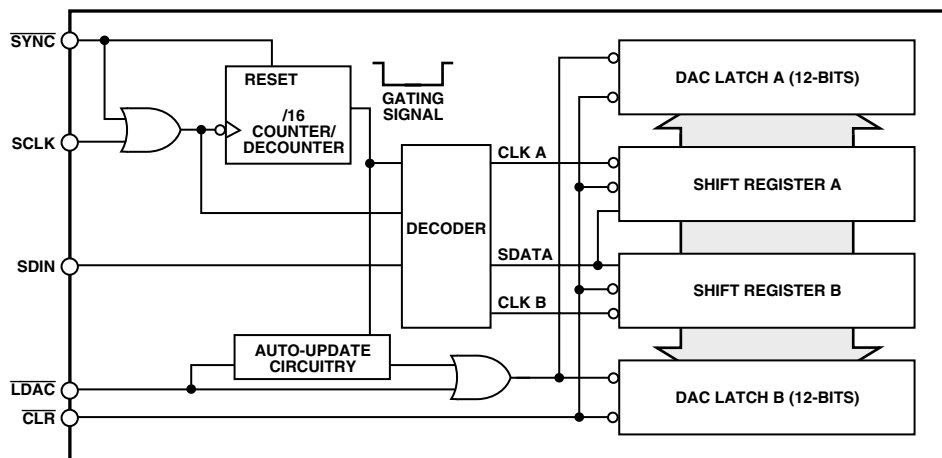 SYNC
RESET
/16
COUNTER/
DECOUNTER
GATING
SIGNAL
DAC LATCH A (12-BITS)
SCLK
CLK A
SHIFT REGISTER A
DECODER
SDIN
SDATA
SHIFT REGISTER B
CLK B
AUTO-UPDATE
CIRCUITRY
LDAC
DAC LATCH B (12-BITS)
CLR